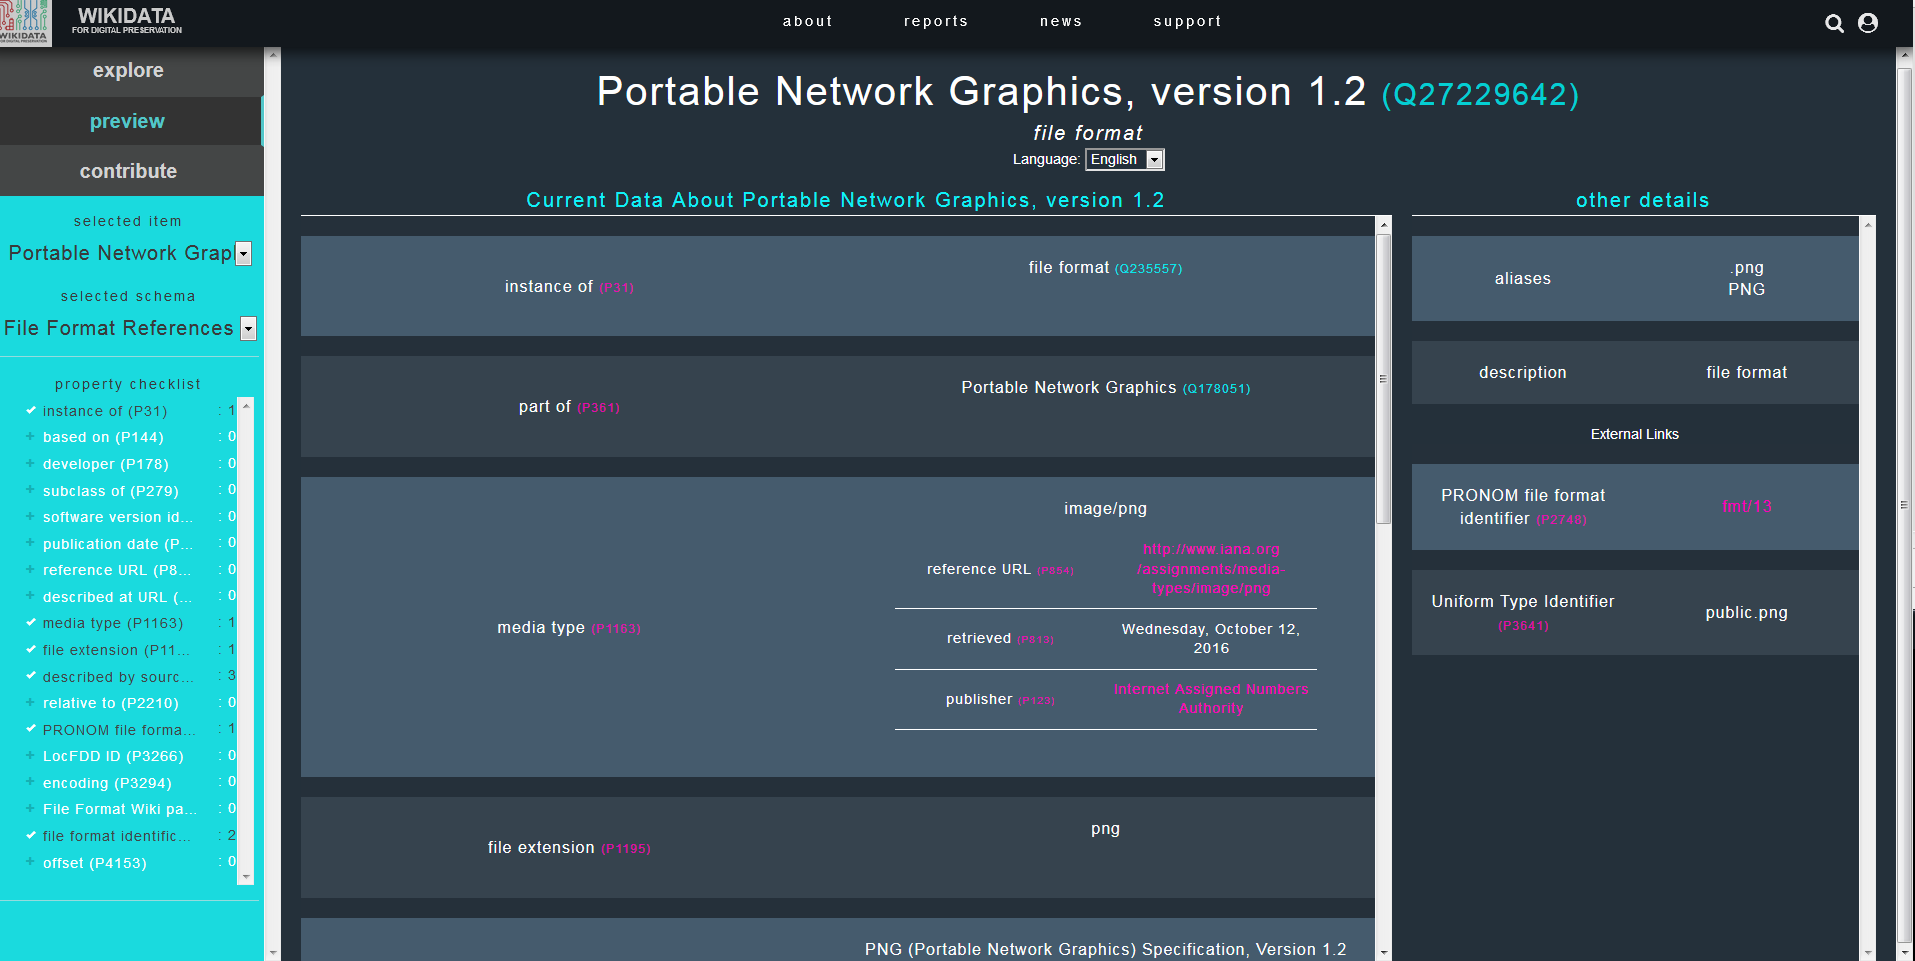 WIKIDATA
WIKIDATA
FOR DIGITAL PRESERVATION
about
reports
news
support
explore
preview
contribute
selected item
Portable Network Grap
selected schema
File Format References
property checklist
instance of (P31) : 1
based on (P144) : 0
developer (P178) : 0
subclass of (P279) : 0
software version id... : 0
publication date (P... : 0
reference URL (P8... : 0
described at URL (... : 0
media type (P1163) : 1
file extension (P11... : 1
described by sourc... : 3
relative to (P2210) : 0
PRONOM file forma... : 1
LocFDD ID (P3266) : 0
encoding (P3294) : 0
File Format Wiki pa... : 0
file format identific... : 2
offset (P4153) : 0
Portable Network Graphics, version 1.2 (Q27229642)
file format
Language: English
Current Data About Portable Network Graphics, version 1.2
instance of (P31)
file format (Q235557)
part of (P361)
Portable Network Graphics (Q178051)
media type (P1163)
image/png
reference URL (P854)
http://www.iana.org
/assignments/media-
types/image/png
retrieved (P813)
Wednesday, October 12,
2016
publisher (P123)
Internet Assigned Numbers
Authority
file extension (P1195)
png
PNG (Portable Network Graphics) Specification, Version 1.2
other details
aliases
.png
PNG
description
file format
External Links
PRONOM file format
identifier (P2748)
fmt/13
Uniform Type Identifier
(P3641)
public.png